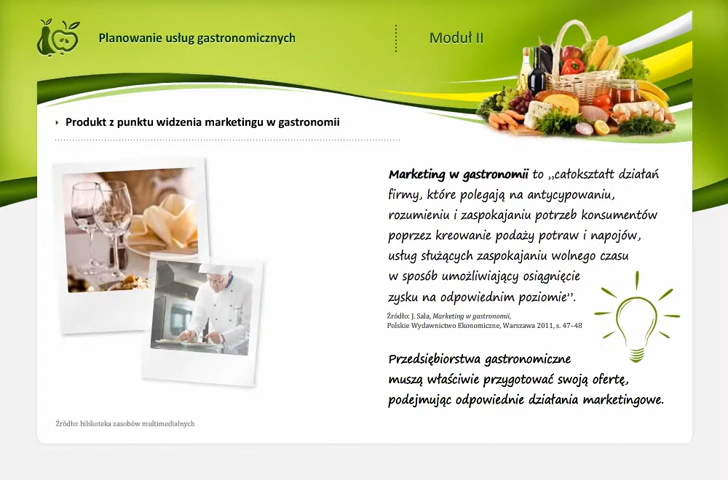 Planowanie usług gastronomicznych
Moduł II
Produkt z punktu widzenia marketingu w gastronomii
Marketing w gastronomii to „całokształt działań
firmy, które polegają na antycypowaniu,
rozumieniu i zaspokajaniu potrzeb konsumentów
poprzez kreowanie podaży potraw i napojów,
usług służących zaspokajaniu wolnego czasu
w sposób umożliwiający osiągnięcie
zysku na odpowiednim poziomie”.
Źródło: J. Sala, Marketing w gastronomii,
Polskie Wydawnictwo Ekonomiczne, Warszawa 2011, s. 47–48
Przedsiębiorstwa gastronomiczne
muszą właściwie przygotować swoją ofertę,
podejmując odpowiednie działania marketingowe.
Źródło: biblioteka zasobów multimedialnych